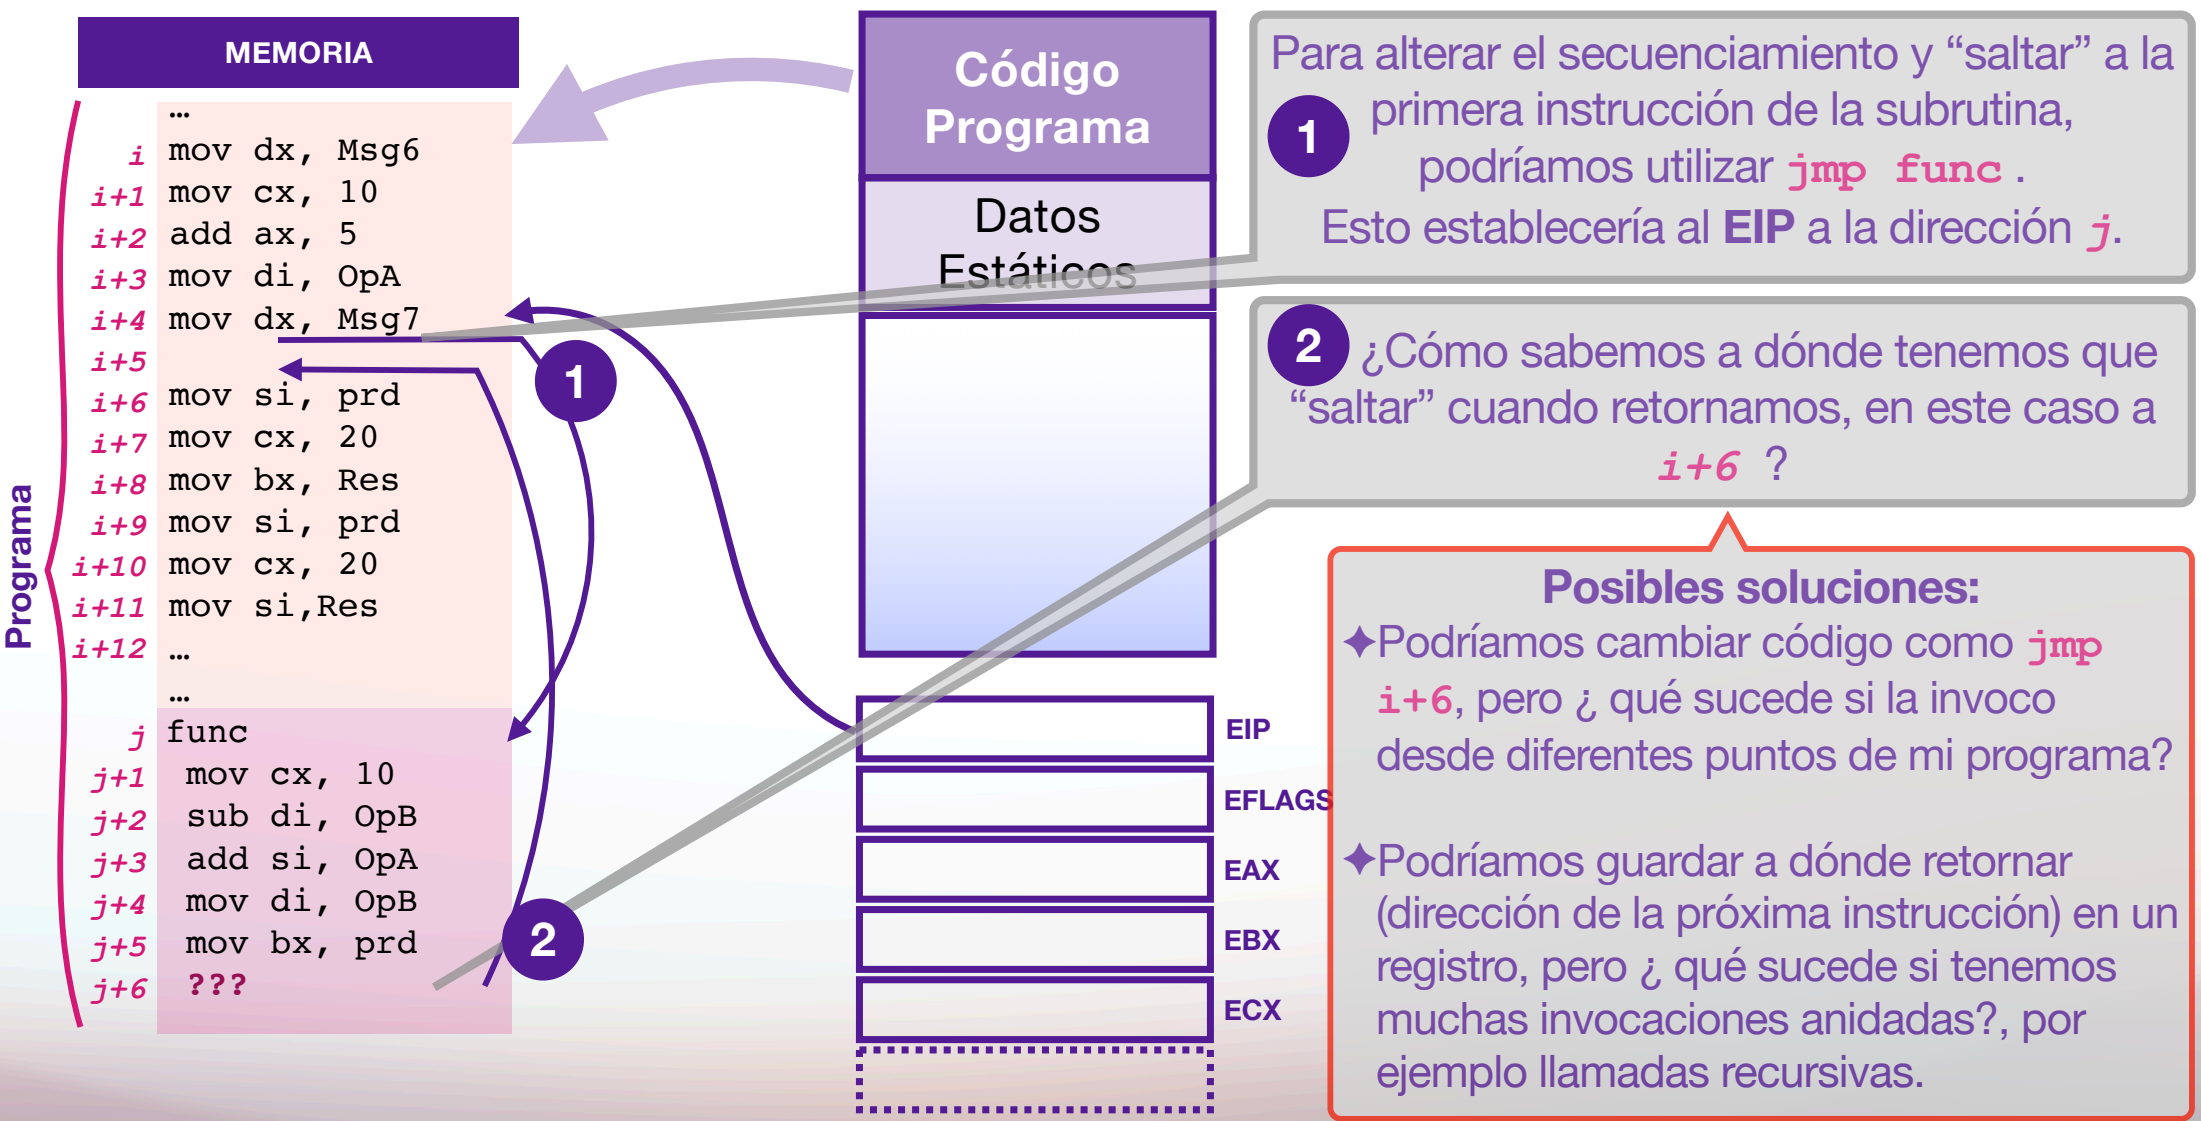 MEMORIA
Programa
…
i mov dx, Msg6
i+1 mov cx, 10
i+2 add ax, 5
i+3 mov di, OpA
i+4 mov dx, Msg7
i+5
i+6 mov si, prd
i+7 mov cx, 20
i+8 mov bx, Res
i+9 mov si, prd
i+10 mov cx, 20
i+11 mov si,Res
i+12 …
…
j func
j+1 mov cx, 10
j+2 sub di, OpB
j+3 add si, OpA
j+4 mov di, OpB
j+5 mov bx, prd
j+6 ???
1
2
Código
Programa
Datos
Estáticos
EIP
EFLAGS
EAX
EBX
ECX
Para alterar el secuenciamiento y “saltar” a la
1 primera instrucción de la subrutina,
podríamos utilizar jmp func .
Esto establecería al EIP a la dirección j.
2 ¿Cómo sabemos a dónde tenemos que
“saltar” cuando retornamos, en este caso a
i+6 ?
Posibles soluciones:
✦Podríamos cambiar código como jmp
i+6, pero ¿ qué sucede si la invoco
desde diferentes puntos de mi programa?
✦Podríamos guardar a dónde retornar
(dirección de la próxima instrucción) en un
registro, pero ¿ qué sucede si tenemos
muchas invocaciones anidadas?, por
ejemplo llamadas recursivas.